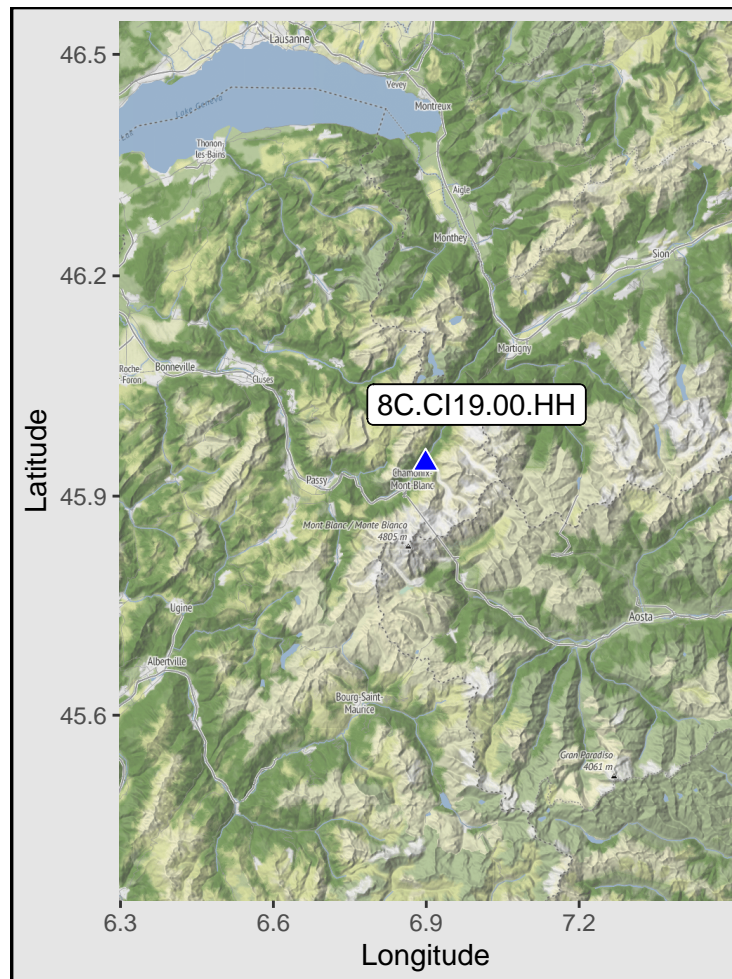 46.5
46.2
45.9
45.6
Latitude
Lausanne
Vevey
Montreux
Lake Geneva
Thonon-
les-Bains
Aigle
Monthey
Sion
Martigny
Roche-
Foron
Bonneville
Cluses
8C.CI19.00.HH
Passy
Chamonix-
Mont-Blanc
Mont Blanc/ Monte Bianco
4805 m
Ugine
Aosta
Albertville
Bourg-Saint-
Maurice
Gran Paradiso
4061 m
6.3
6.6
6.9
7.2
Longitude